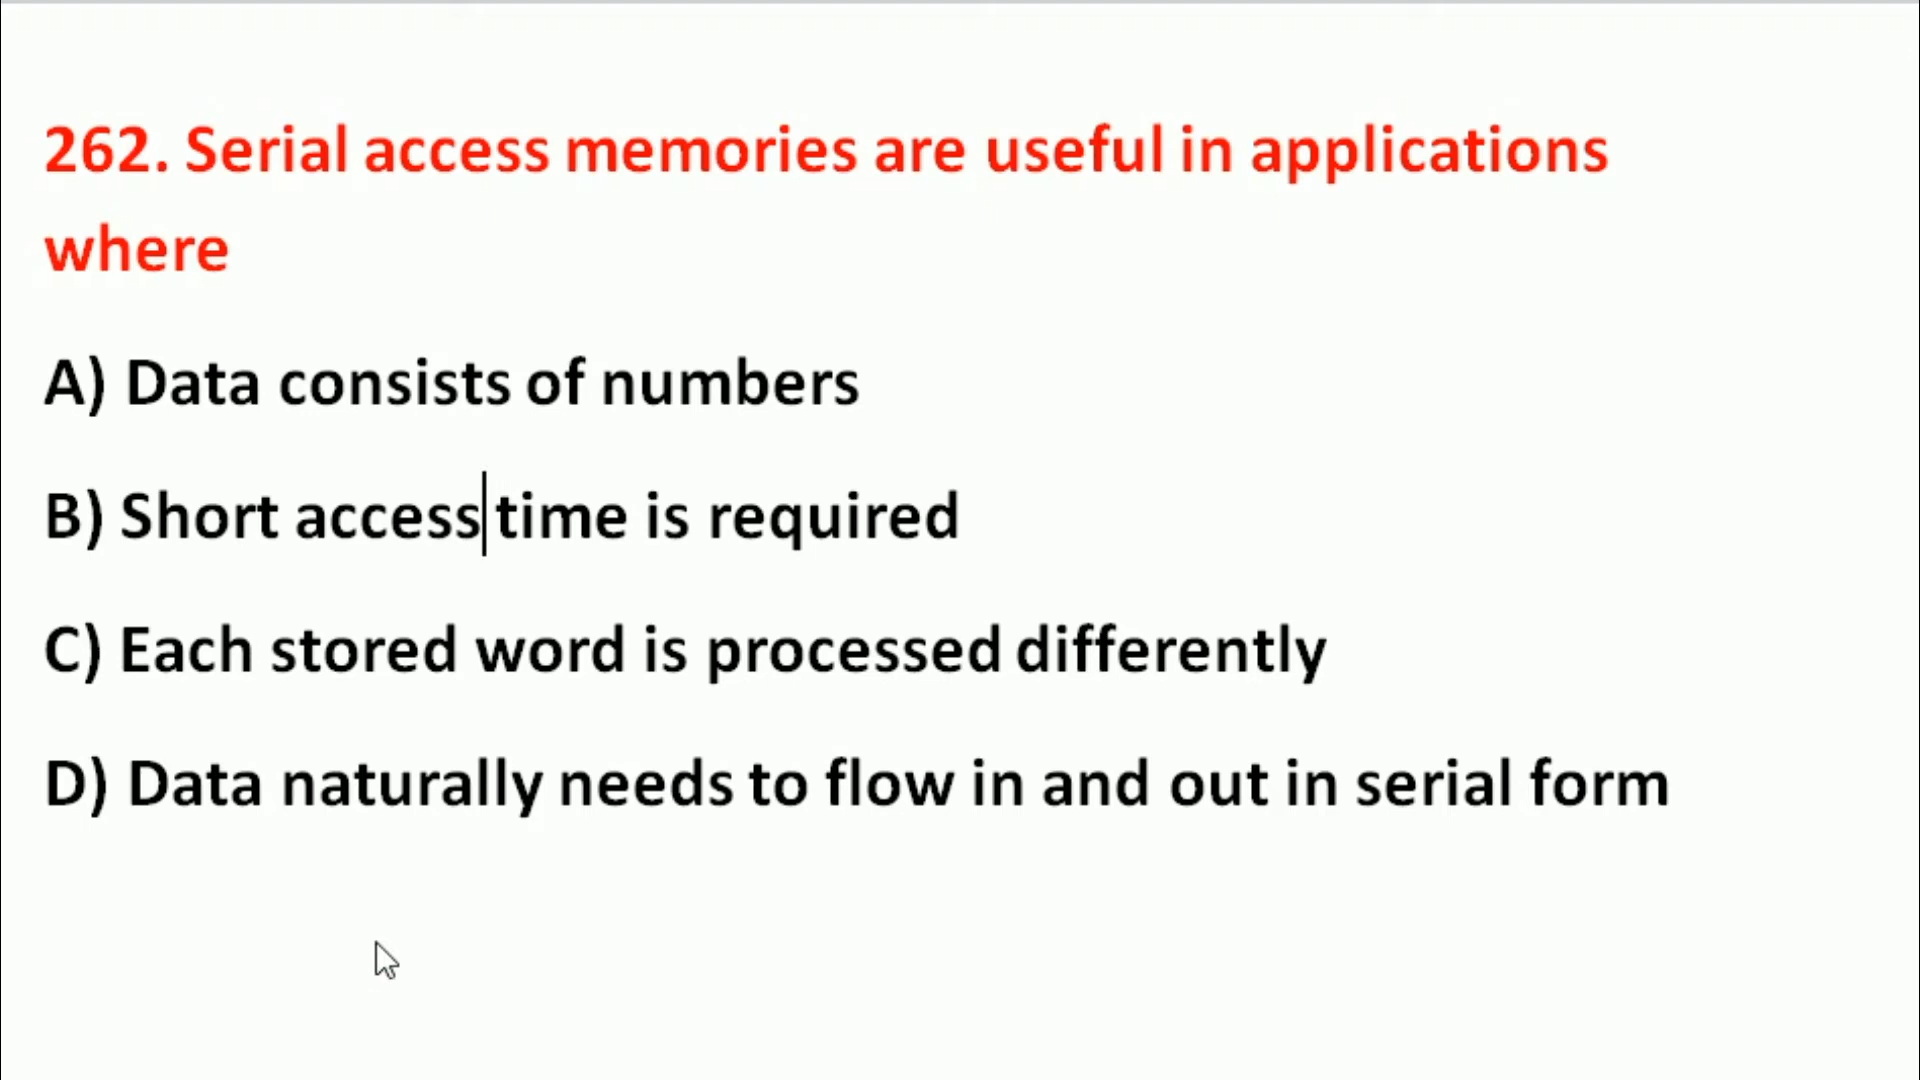 262. Serial access memories are useful in applications
where
A) Data consists of numbers
B) Short access time is required
C) Each stored word is processed differently
D) Data naturally needs to flow in and out in serial form